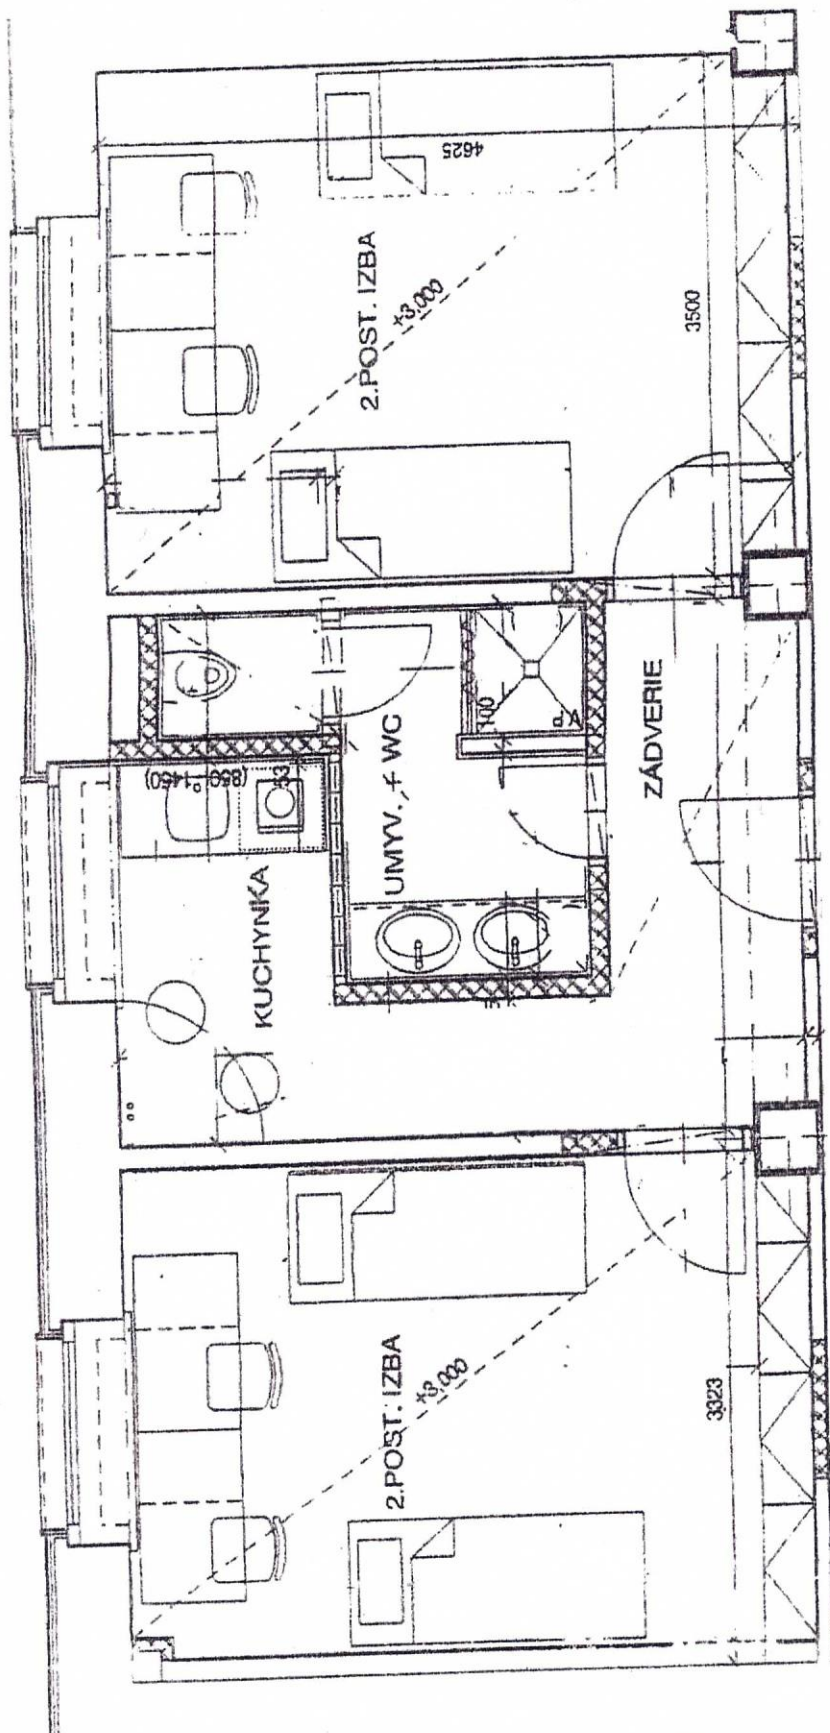 2.POST. IZBA
×3,000
4625
3500
KUCHYNKA
(850°1450)
UMYV. + WC
100
ZÁDVERIE
2.POST. IZBA
×3,000
3323